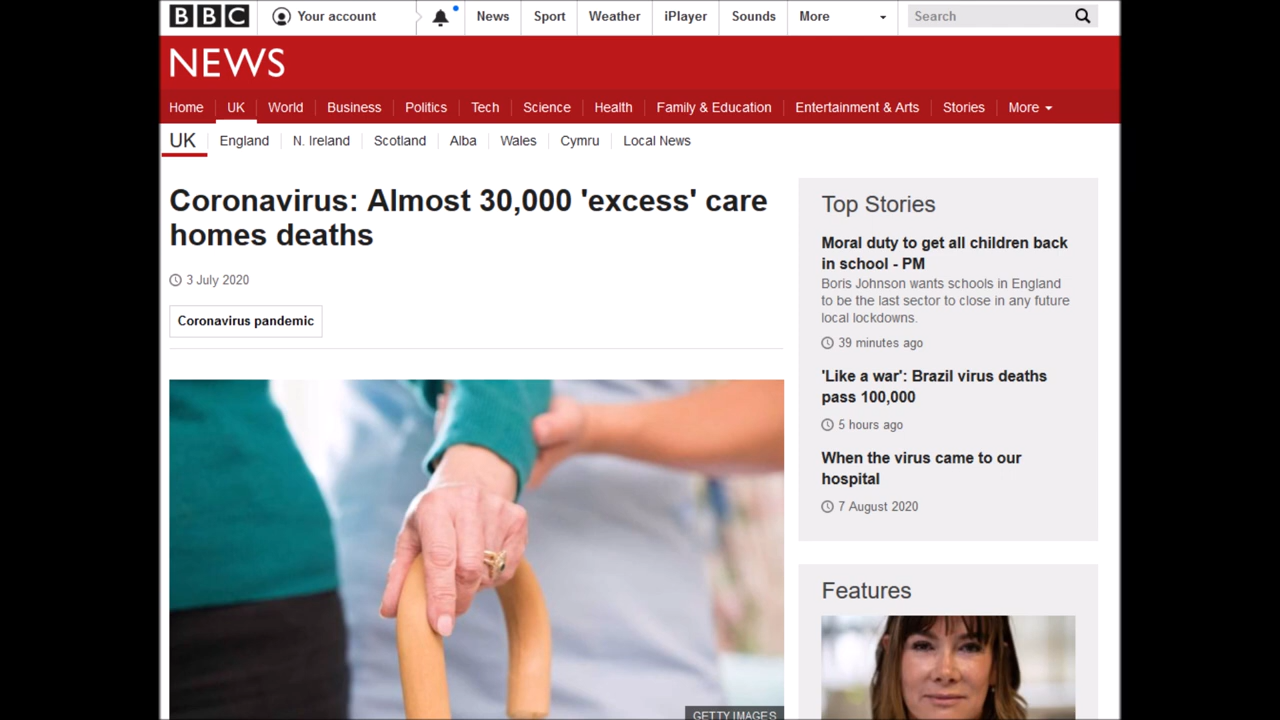 BBC Your account News Sport Weather iPlayer Sounds More Search
NEWS
Home UK World Business Politics Tech Science Health Family & Education Entertainment & Arts Stories More
UK England N. Ireland Scotland Alba Wales Cymru Local News
Coronavirus: Almost 30,000 'excess' care
homes deaths
3 July 2020
Coronavirus pandemic
GETTY IMAGES
Top Stories
Moral duty to get all children back
in school - PM
Boris Johnson wants schools in England
to be the last sector to close in any future
local lockdowns.
39 minutes ago
'Like a war': Brazil virus deaths
pass 100,000
5 hours ago
When the virus came to our
hospital
7 August 2020
Features